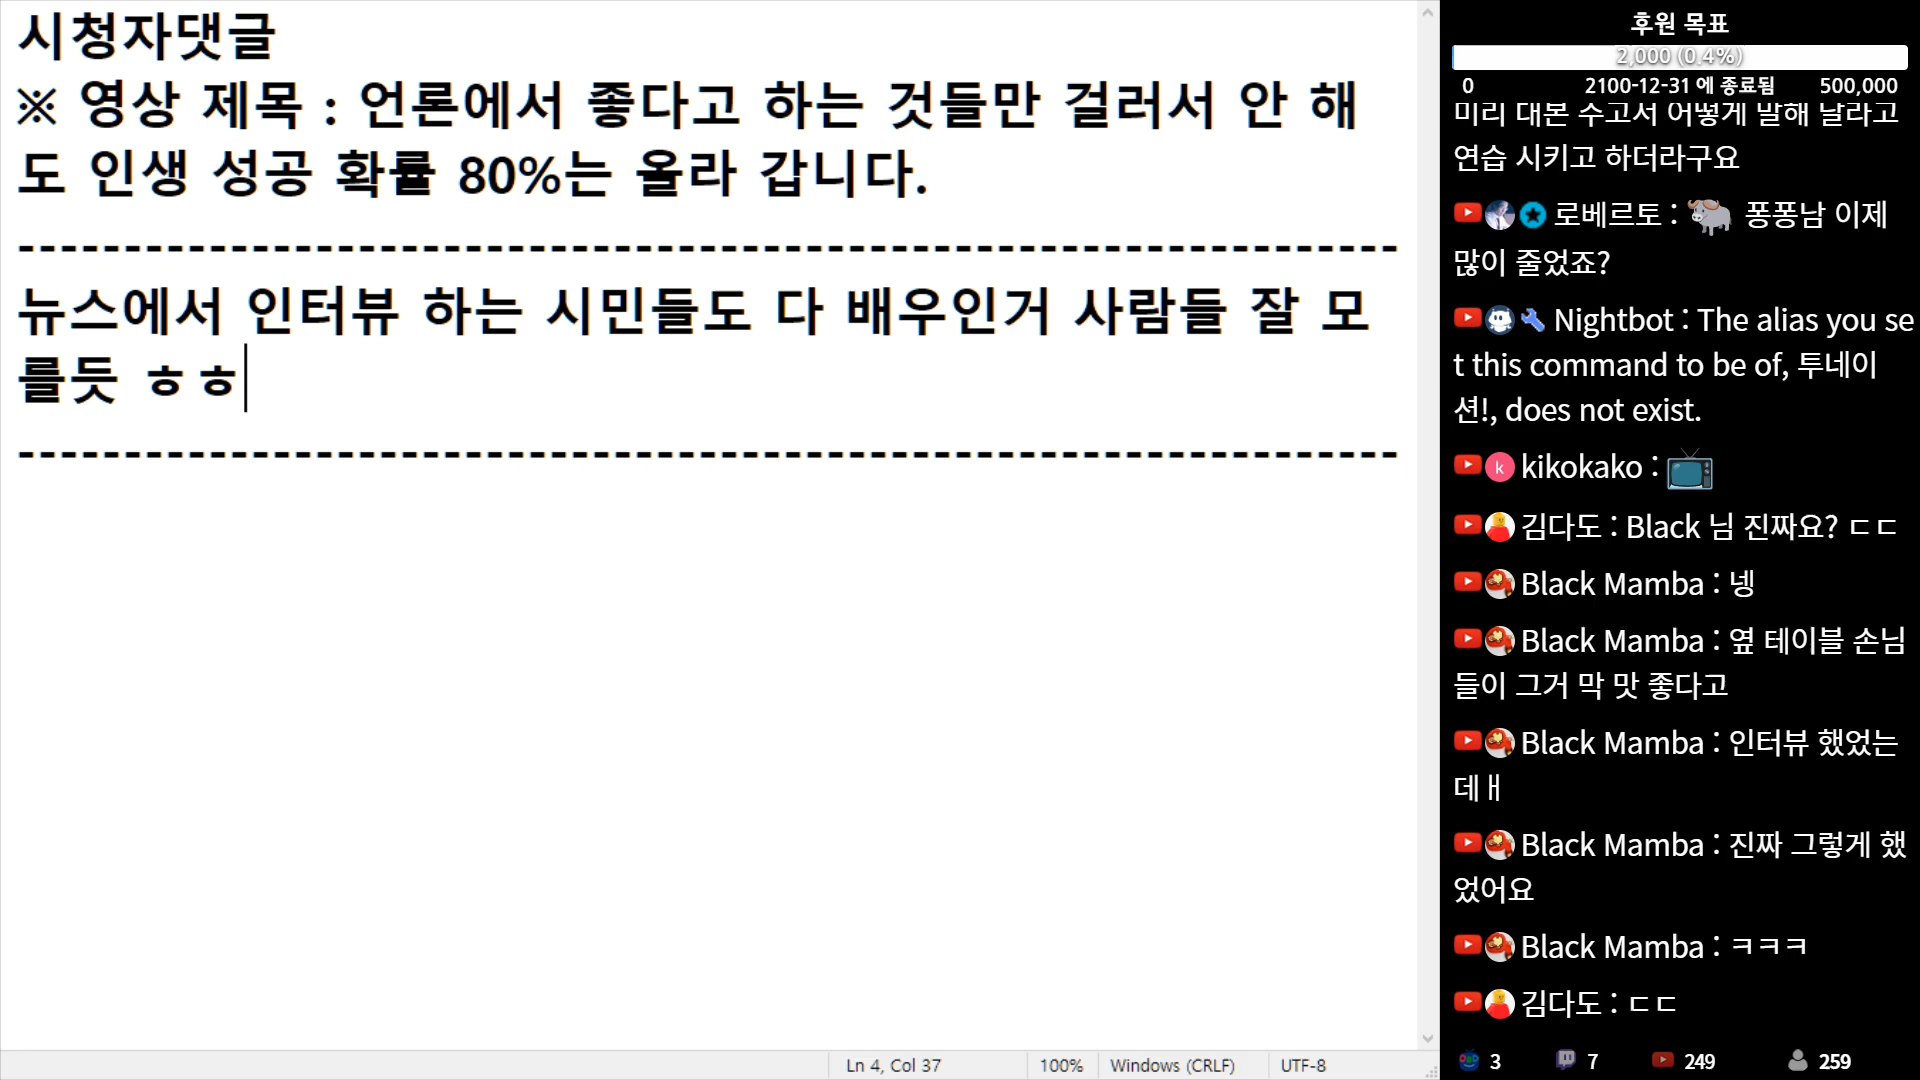 시청자댓글
※ 영상 제목 : 언론에서 좋다고 하는 것들만 걸러서 안 해
도 인생 성공 확률 80%는 올라 갑니다.
--------------------------------------------------------
뉴스에서 인터뷰 하는 시민들도 다 배우인거 사람들 잘 모
를듯 ㅎㅎ
--------------------------------------------------------
Ln 4, Col 37
100%
Windows (CRLF)
UTF-8
후원 목표
2,000 (0.4%)
0 2100-12-31 에 종료됨 500,000
미리 대본 주고서 어떻게 말해 달라고
연습 시키고 하더라구요
로베르토 : 퐁퐁남 이제
많이 줄었죠?
Nightbot : The alias you se
t this command to be of, 투네이
션!, does not exist.
k kikokako :
김다도 : Black 님 진짜요? ㄷㄷ
Black Mamba : 넹
Black Mamba : 옆 테이블 손님
들이 그거 막 맛 좋다고
Black Mamba : 인터뷰 했었는
데ㅐ
Black Mamba : 진짜 그렇게 했
었어요
Black Mamba : ㅋㅋㅋ
김다도 : ㄷㄷ
3 7 249 259